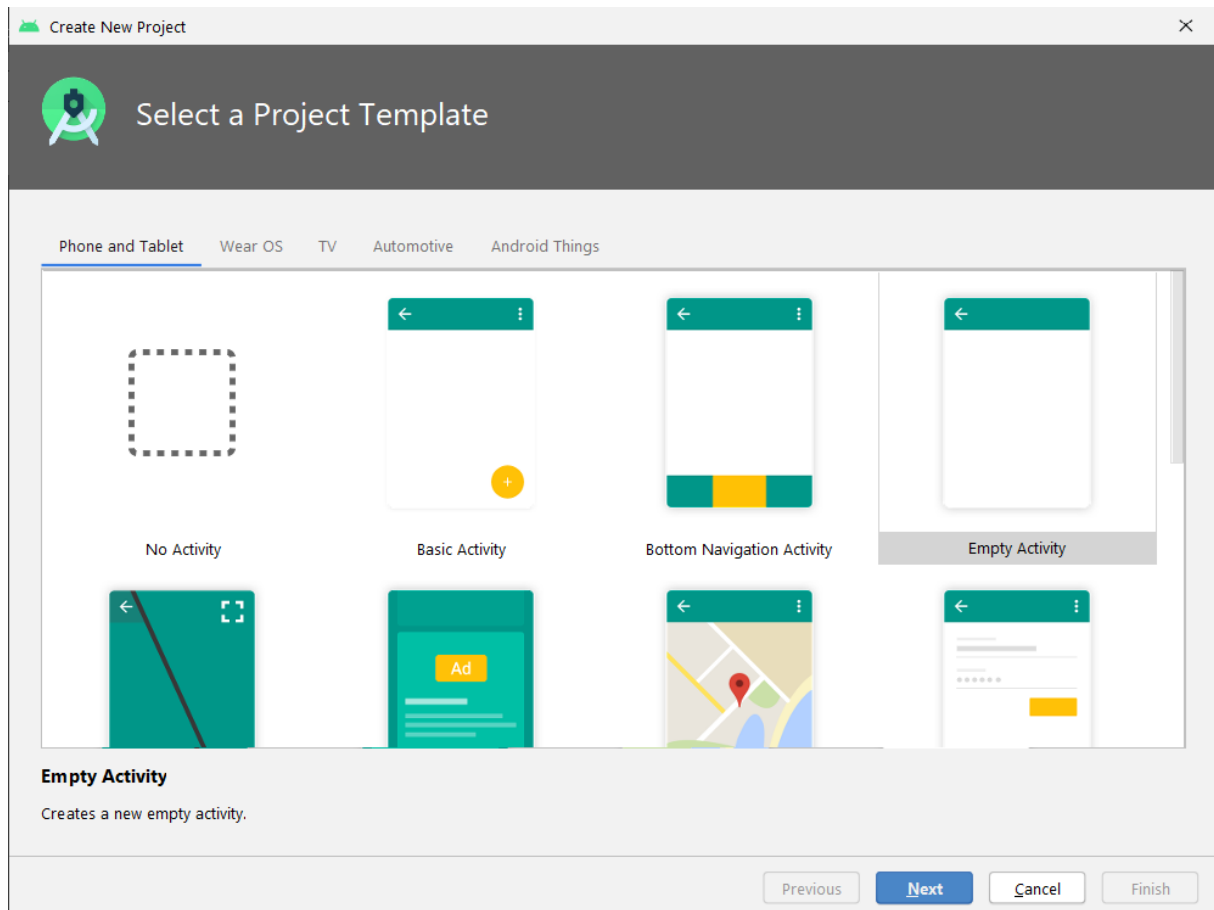 Create New Project
Select a Project Template
Phone and Tablet Wear OS TV Automotive Android Things
No Activity Basic Activity Bottom Navigation Activity Empty Activity
Ad
Empty Activity
Creates a new empty activity.
Previous Next Cancel Finish